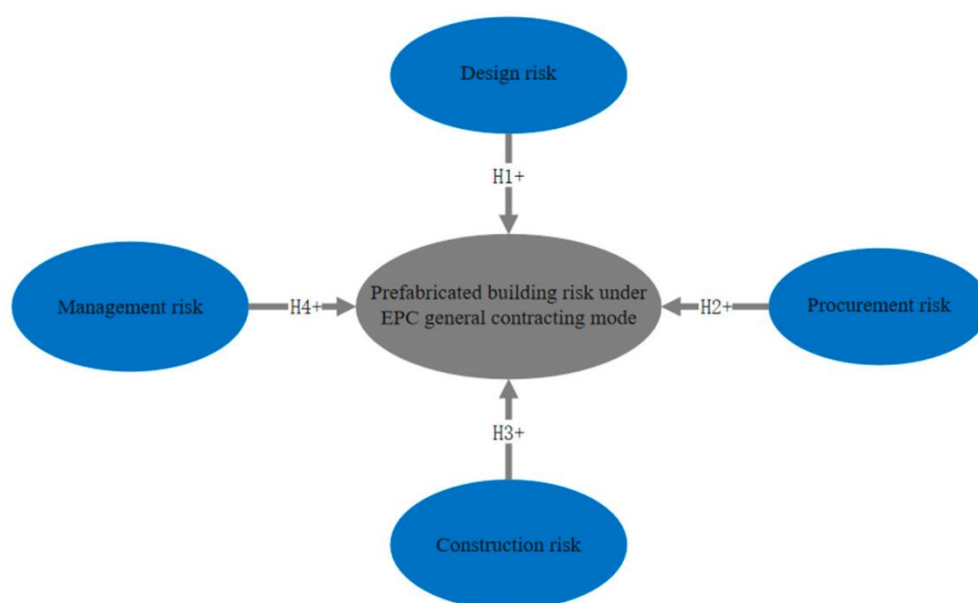 Design risk
H1+
Management risk
H4+
Prefabricated building risk under
EPC general contracting mode
H2+
Procurement risk
H3+
Construction risk